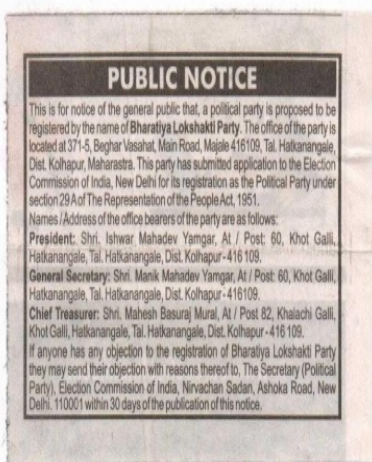 PUBLIC NOTICE
This is for notice of the general public that, a political party is proposed to be
registered by the name of Bharatiya Lokshakti Party. The office of the party is
located at 371-5, Beghar Vasahat, Main Road, Majale 416109, Tal. Hatkanangale,
Dist. Kolhapur, Maharastra. This party has submitted application to the Election
Commission of India, New Delhi for its registration as the Political Party under
section 29A of The Representation of the People Act, 1951.
Names /Address of the office bearers of the party are as follows:
President: Shri. Ishwar Mahadev Yamgar, At / Post: 60, Khot Galli,
Hatkanangale, Tal. Hatkanangale, Dist. Kolhapur - 416 109.
General Secretary: Shri. Manik Mahadev Yamgar, At / Post: 60, Khot Galli,
Hatkanangale, Tal. Hatkanangale, Dist. Kolhapur - 416109.
Chief Treasurer: Shri. Mahesh Basuraj Mural, At / Post 82, Khalachi Galli,
Khot Galli, Hatkanangale, Tal. Hatkanangale, Dist. Kolhapur - 416 109.
If anyone has any objection to the registration of Bharatiya Lokshakti Party
they may send their objection with reasons thereof to, The Secretary (Political
Party), Election Commission of India, Nirvachan Sadan, Ashoka Road, New
Delhi. 110001 within 30 days of the publication of this notice.